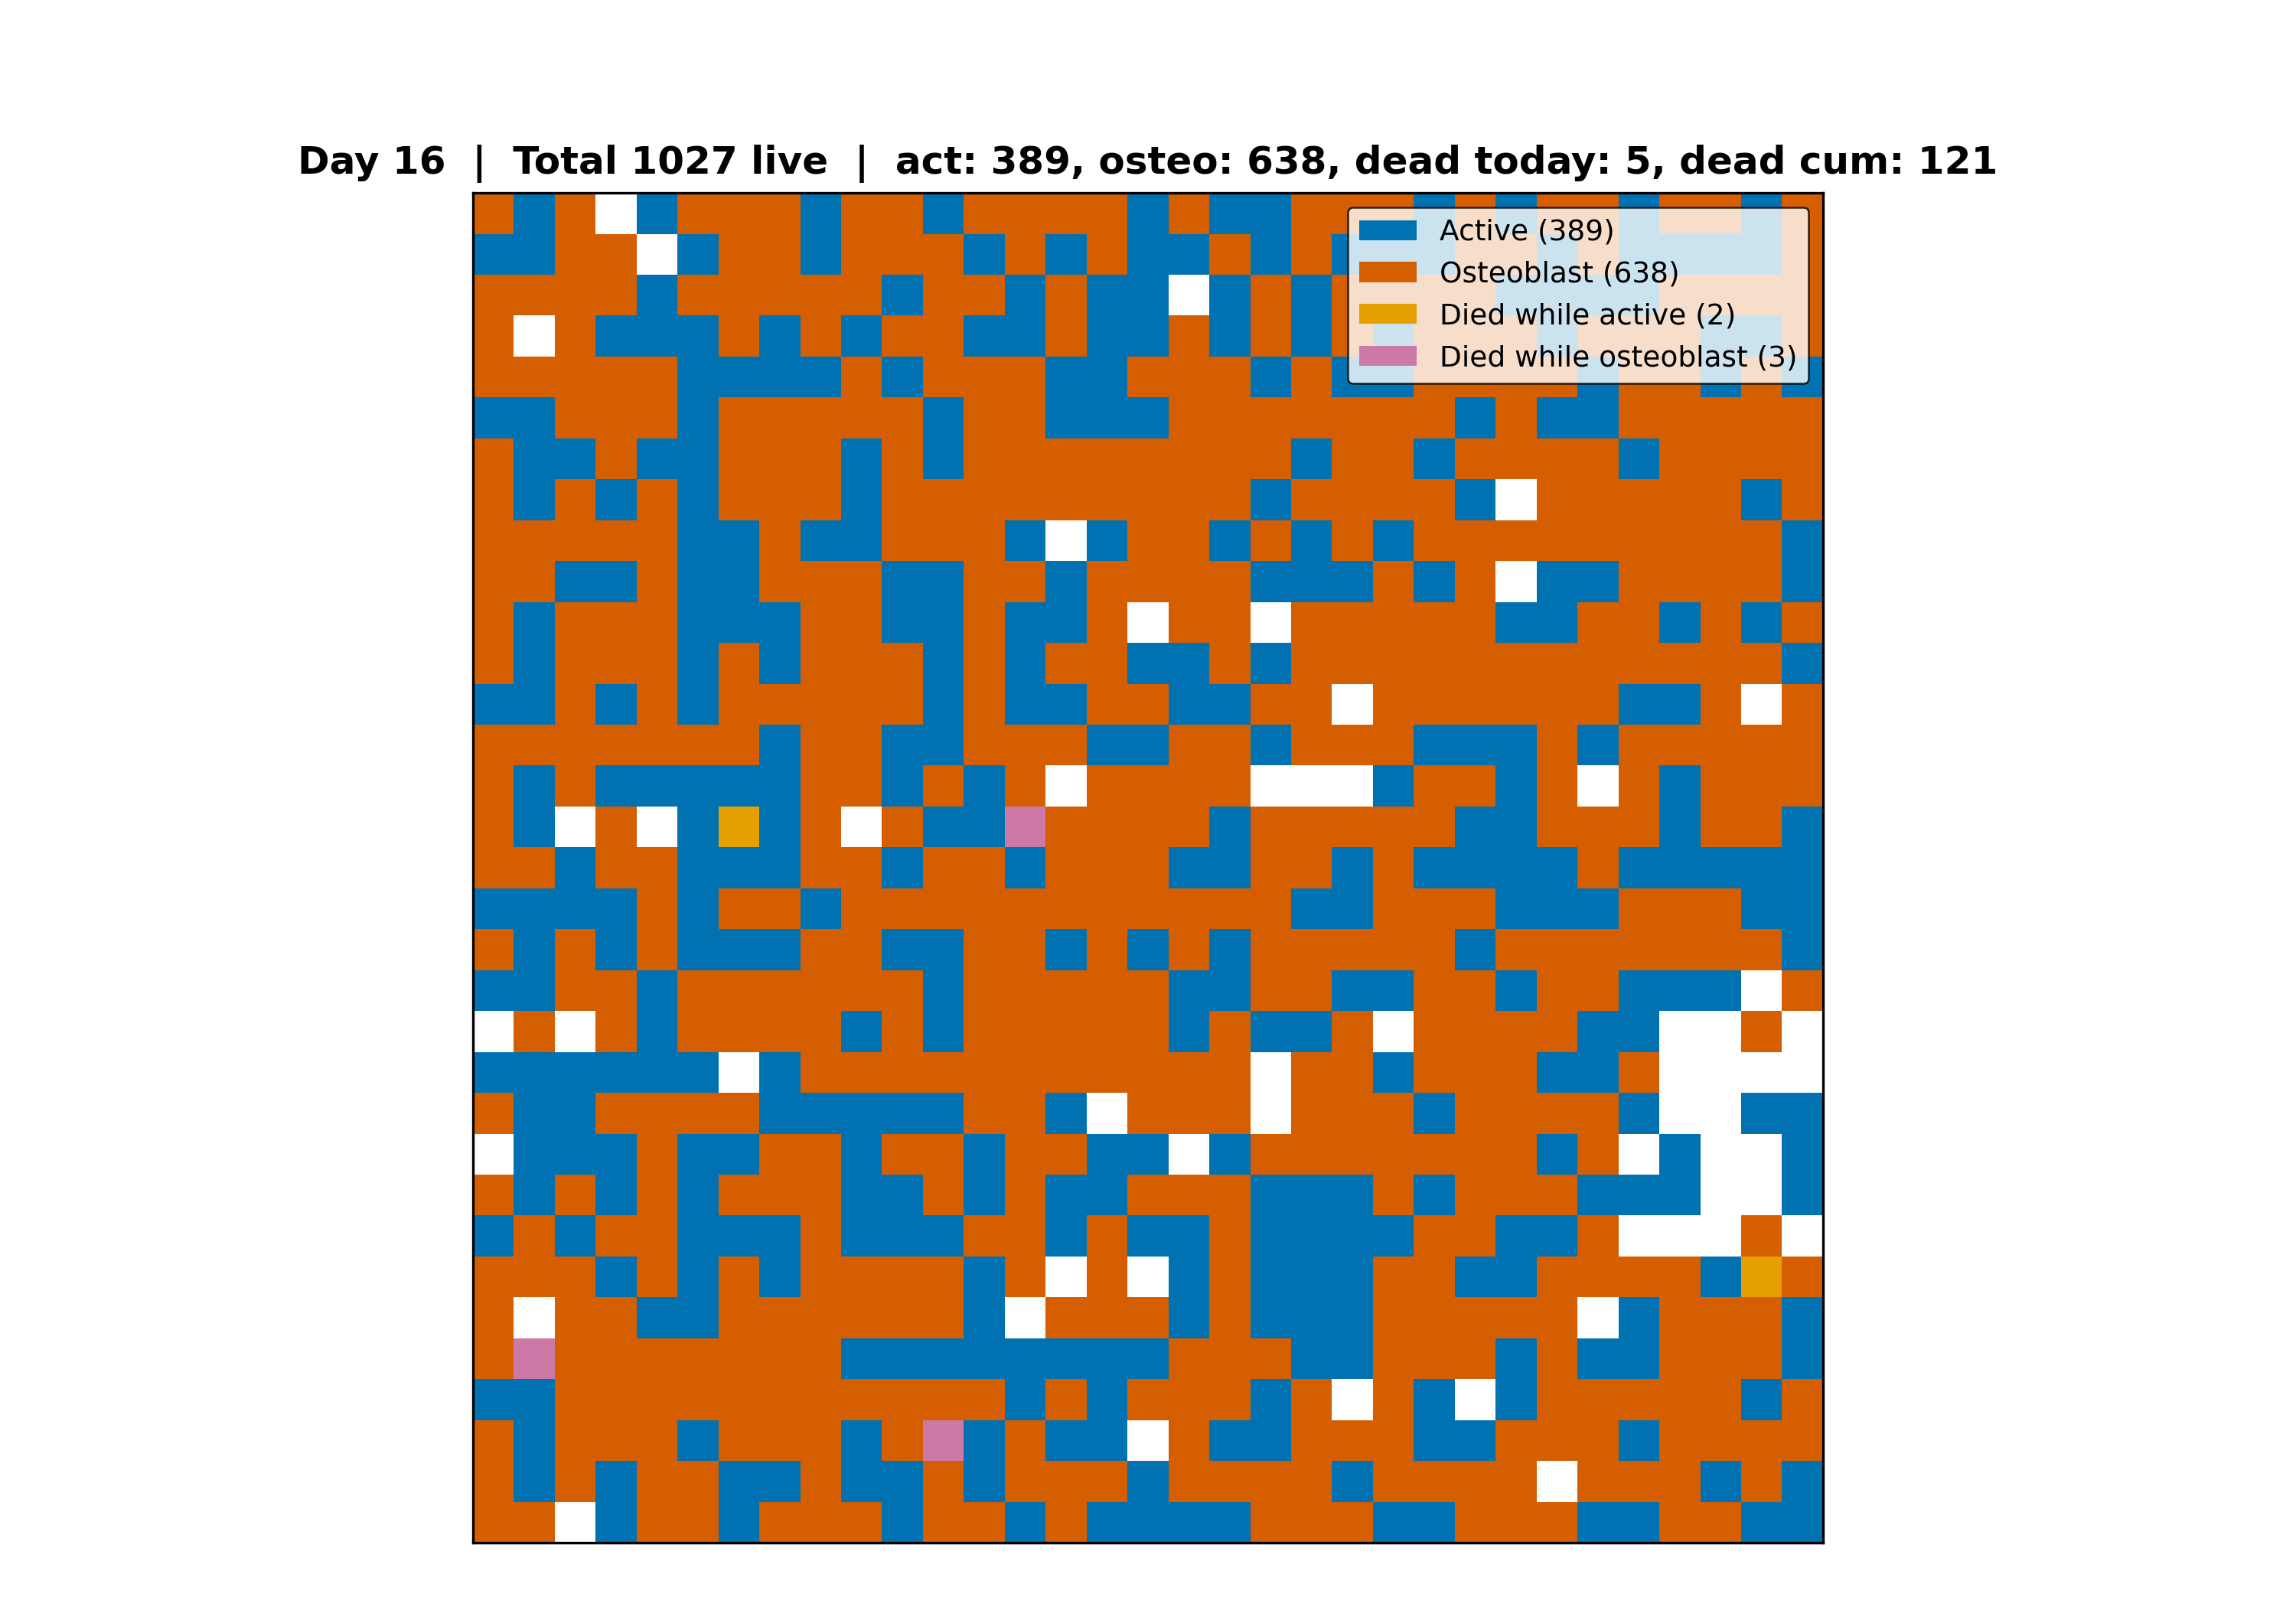 Day 16 | Total 1027 live | act: 389, osteo: 638, dead today: 5, dead cum: 121
Active (389)
Osteoblast (638)
Died while active (2)
Died while osteoblast (3)